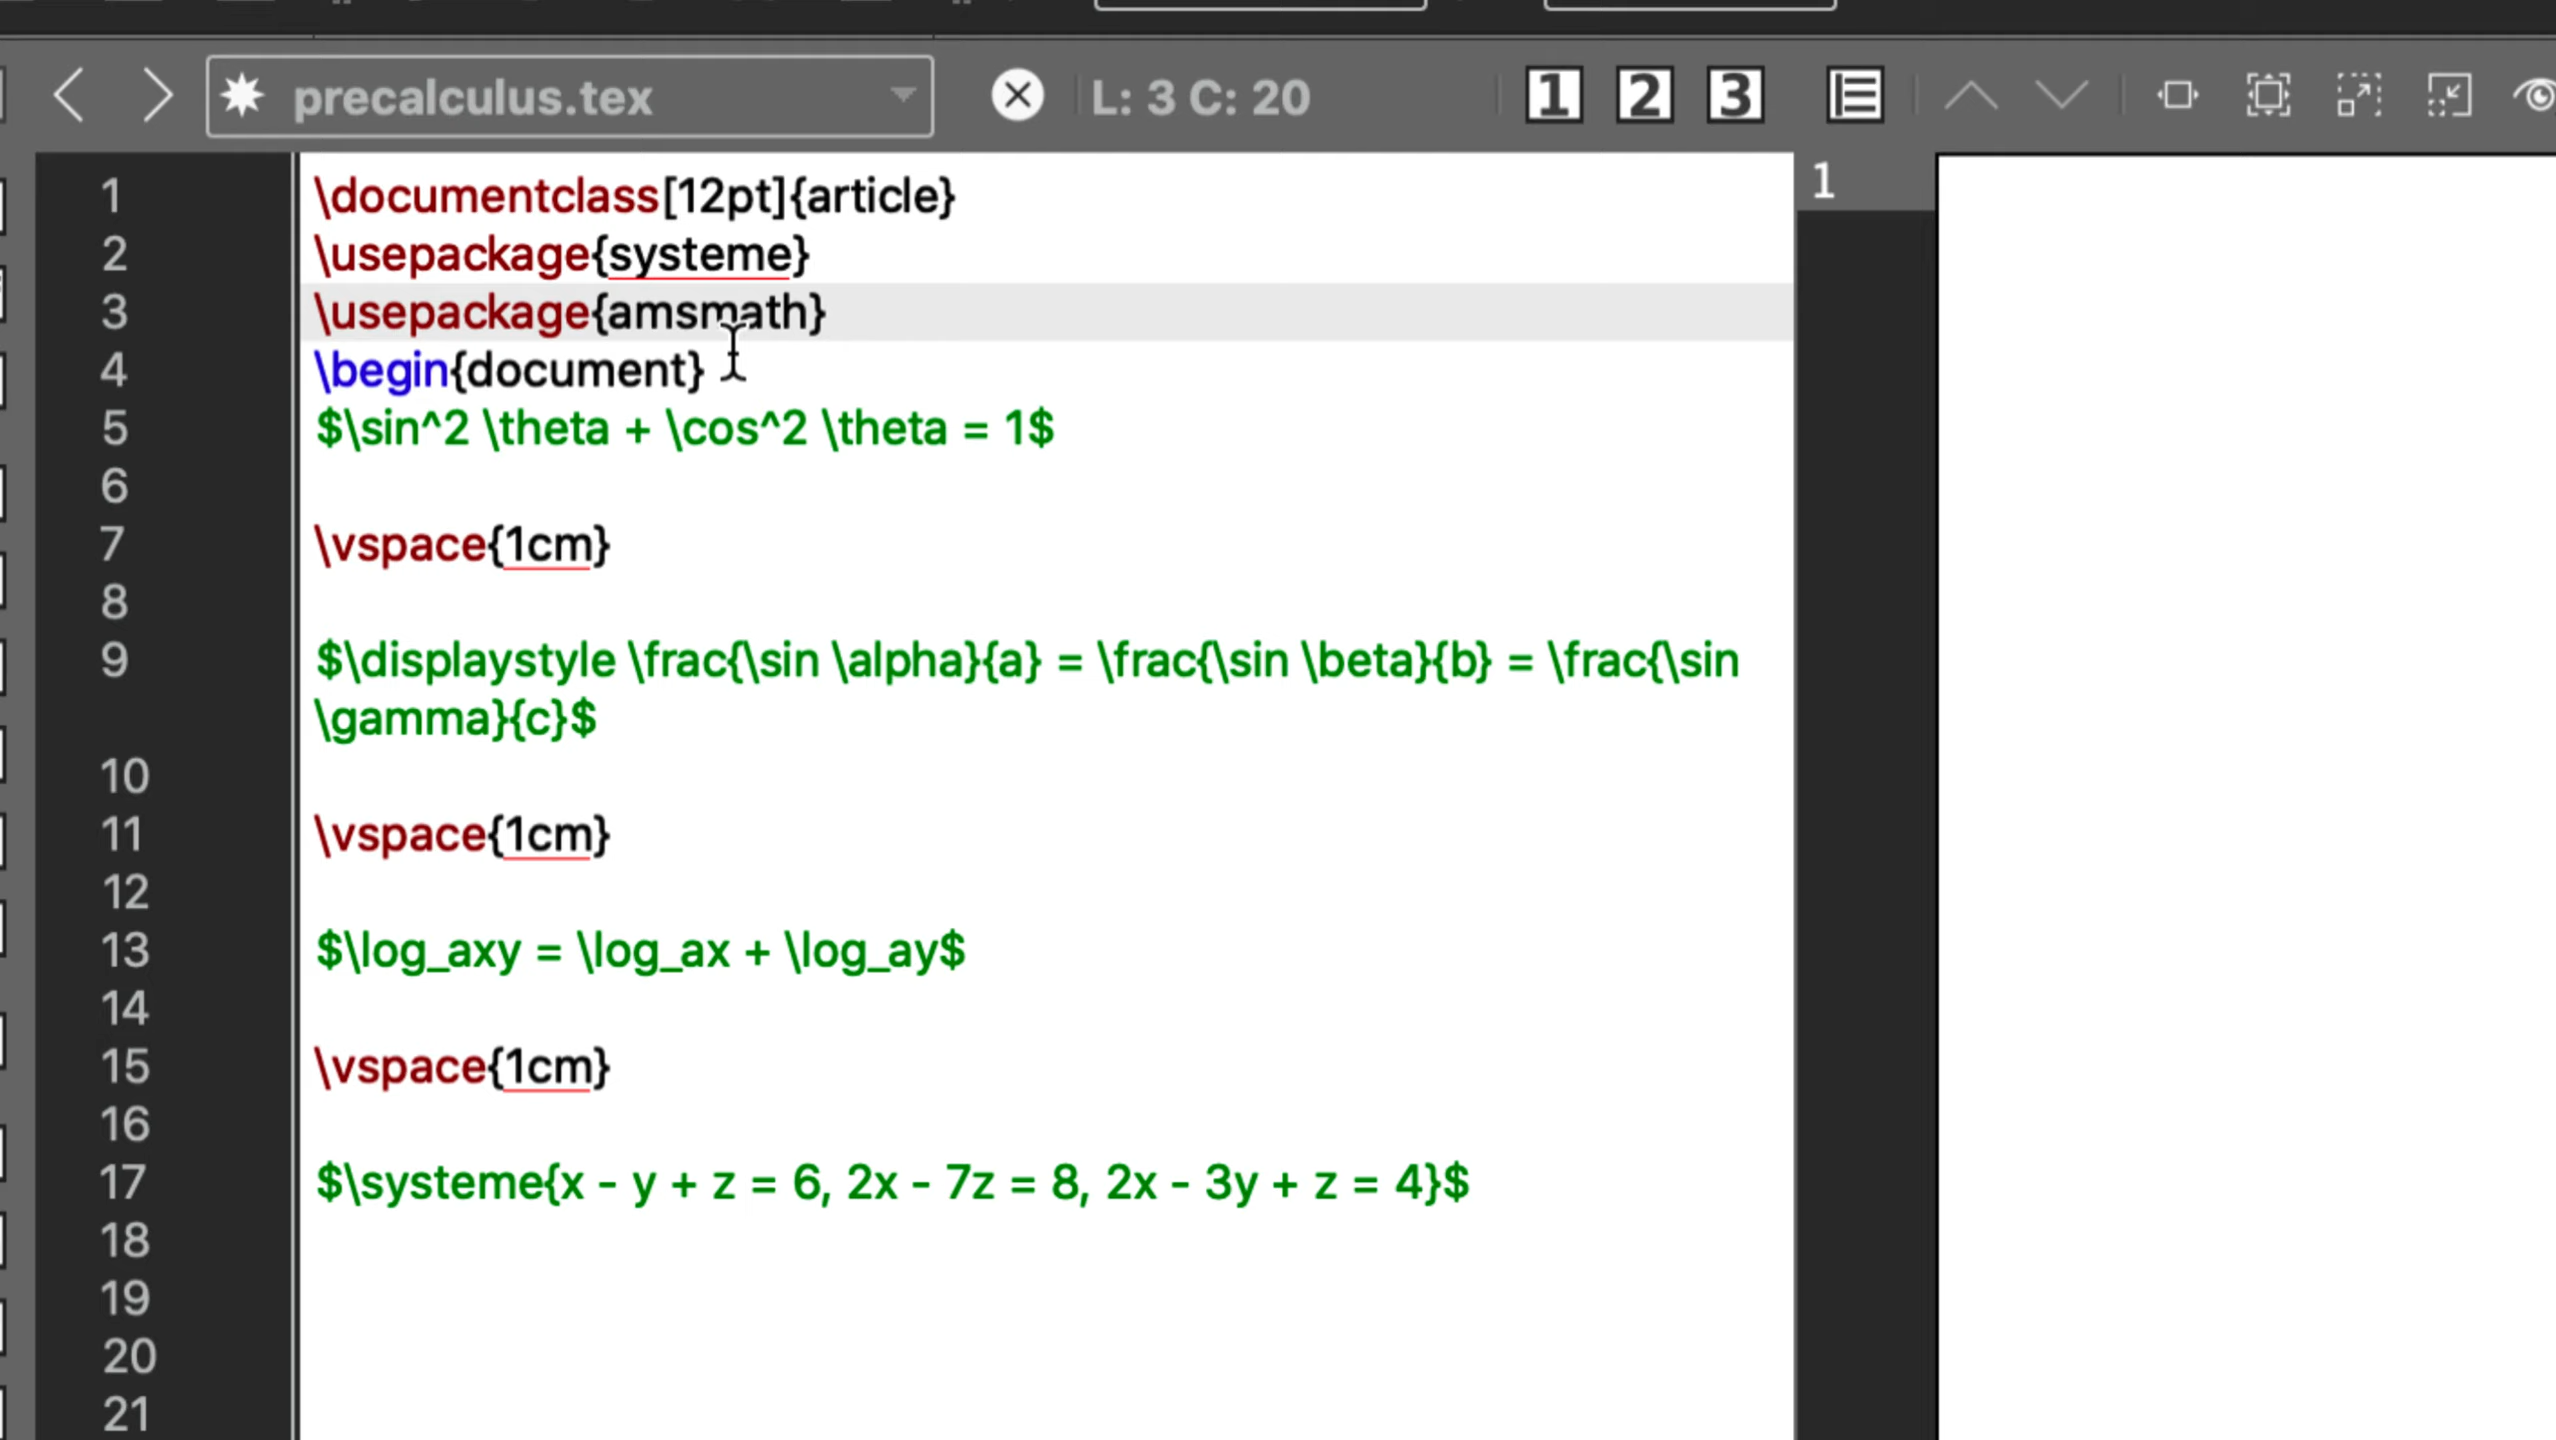 precalculus.tex
L: 3 C: 20
1 2 3
1
1 \documentclass[12pt]{article}
2 \usepackage{systeme}
3 \usepackage{amsmath}
4 \begin{document}
5 $\sin^2 \theta + \cos^2 \theta = 1$
6
7 \vspace{1cm}
8
9 $\displaystyle \frac{\sin \alpha}{a} = \frac{\sin \beta}{b} = \frac{\sin
\gamma}{c}$
10
11 \vspace{1cm}
12
13 $\log_axy = \log_ax + \log_ay$
14
15 \vspace{1cm}
16
17 $\systeme{x - y + z = 6, 2x - 7z = 8, 2x - 3y + z = 4}$
18
19
20
21